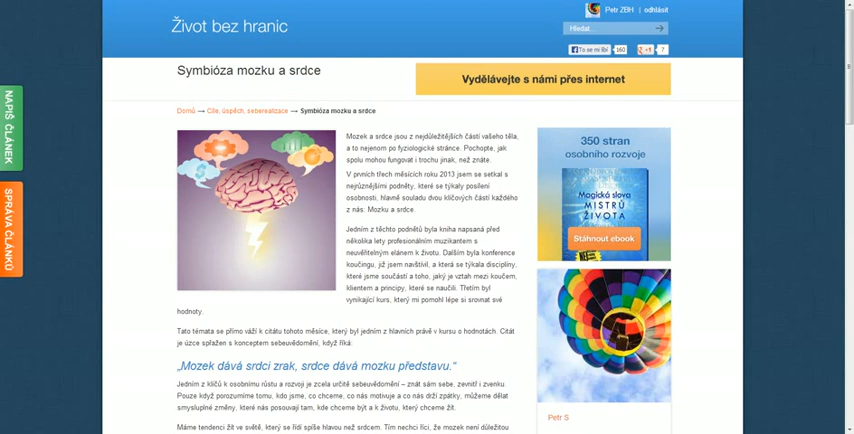 Život bez hranic
Petr ZBH | odhlásit
Hledat...
To se mi líbí 160
+1 7
Symbióza mozku a srdce
Vydělávejte s námi přes internet
NAPIŠ ČLÁNEK
SPRÁVA ČLÁNKŮ
Domů → Cíle, úspěch, seberealizace → Symbióza mozku a srdce
Mozek a srdce jsou z nejdůležitějších částí vašeho těla,
a to nejenom po fyziologické stránce. Pochopte, jak
spolu mohou fungovat i trochu jinak, než znáte.
V prvních třech měsících roku 2013 jsem se setkal s
nejrůznějšími podněty, které se týkaly posílení
osobnosti, hlavně souladu dvou klíčových částí každého
z nás: Mozku a srdce.
Jedním z těchto podnětů byla kniha napsaná před
několika lety profesionálním muzikantem s
neuvěřitelným elánem k životu. Dalším byla konference
koučingu, již jsem navštívil, a která se týkala disciplíny,
které jsme součástí a toho, jaký je vztah mezi koučem,
klientem a principy, které se naučili. Třetím byl
vynikající kurs, který mi pomohl lépe si srovnat své
hodnoty.
Tato témata se přímo váží k citátu tohoto měsíce, který byl jedním z hlavních právě v kursu o hodnotách. Citát
je úzce spřažen s konceptem sebeuvědomění, když říká:
„Mozek dává srdci zrak, srdce dává mozku představu.“
Jedním z klíčů k osobnímu růstu a rozvoji je zcela určitě sebeuvědomění – znát sám sebe, zevnitř i zvenku.
Pouze když porozumíme tomu, kdo jsme, co chceme, co nás motivuje a co nás drží zpátky, můžeme dělat
smysluplné změny, které nás posouvají tam, kde chceme být a k životu, který chceme žít.
Máme tendenci žít ve světě, který se řídí spíše hlavou než srdcem. Tím nechci říci, že mozek není důležitou
350 stran
osobního rozvoje
Magická slova
MISTRŮ
ŽIVOTA
Stáhnout ebook
Petr S